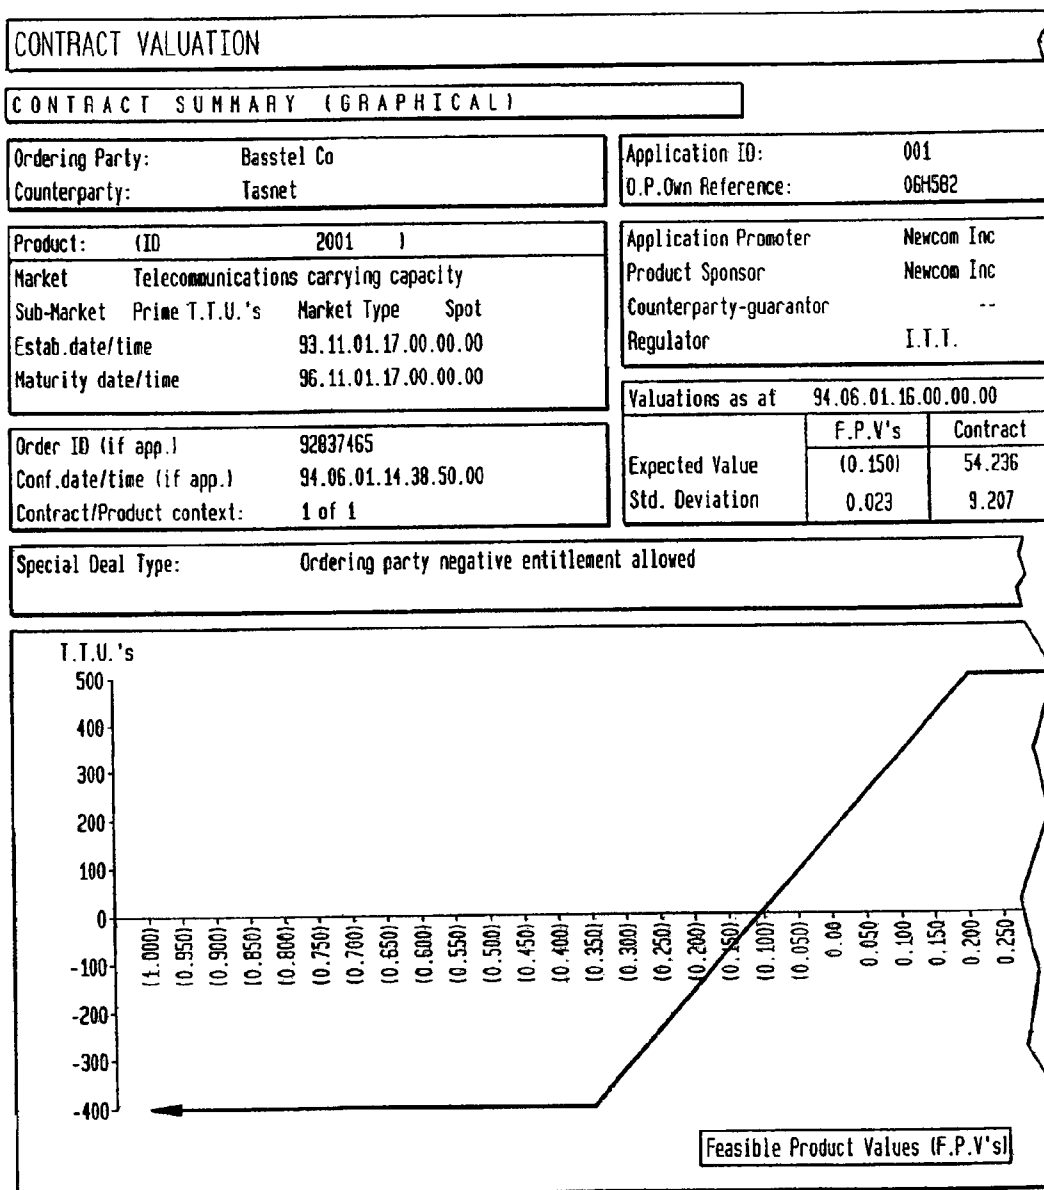 CONTRACT VALUATION
CONTRACT SUMMARY (GRAPHICAL)
Ordering Party: Basstel Co
Counterparty: Tasnet
Application ID: 001
O.P.Own Reference: 06H582
Product: (ID 2001 )
Market Telecommunications carrying capacity
Sub-Market Prime T.T.U.'s Market Type Spot
Estab.date/time 93.11.01.17.00.00.00
Maturity date/time 96.11.01.17.00.00.00
Application Promoter Newcom Inc
Product Sponsor Newcom Inc
Counterparty-guarantor --
Regulator I.T.T.
Order ID (if app.) 92837465
Conf.date/time (if app.) 94.06.01.14.38.50.00
Contract/Product context: 1 of 1
Valuations as at 94.06.01.16.00.00.00
F.P.V's Contract
Expected Value (0.150) 54.236
Std. Deviation 0.023 9.207
Special Deal Type: Ordering party negative entitlement allowed
T.T.U.'s
500
400
300
200
100
0
-100
-200
-300
-400
(1.000) (0.950) (0.900) (0.850) (0.800) (0.750) (0.700) (0.650) (0.600) (0.550) (0.500) (0.450) (0.400) (0.350) (0.300) (0.250) (0.200) (0.150) (0.100) (0.050) 0.00 0.050 0.100 0.150 0.200 0.250
Feasible Product Values (F.P.V's)